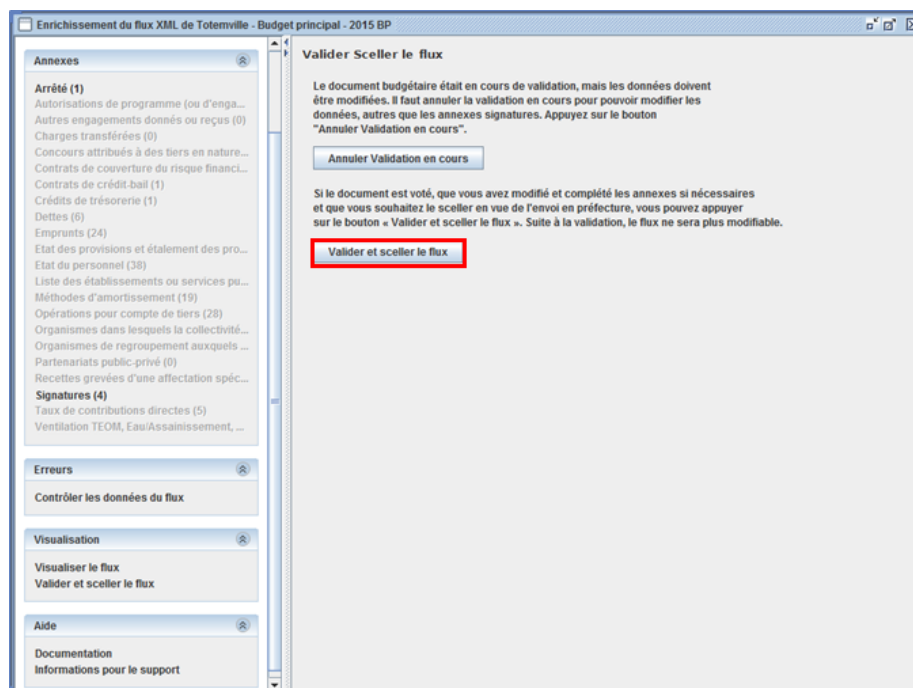 Enrichissement du flux XML de Totemville - Budget principal - 2015 BP
Annexes
Arrêté (1)
Autorisations de programme (ou d'enga...
Autres engagements donnés ou reçus (0)
Charges transférées (0)
Concours attribués à des tiers en nature...
Contrats de couverture du risque financi...
Contrats de crédit-bail (1)
Crédits de trésorerie (1)
Dettes (6)
Emprunts (24)
Etat des provisions et étalement des pro...
Etat du personnel (38)
Liste des établissements ou services pu...
Méthodes d'amortissement (19)
Opérations pour compte de tiers (28)
Organismes dans lesquels la collectivité...
Organismes de regroupement auxquels ...
Partenariats public-privé (0)
Recettes grevées d'une affectation spéc...
Signatures (4)
Taux de contributions directes (5)
Ventilation TEOM, Eau/Assainissement, ...
Erreurs
Contrôler les données du flux
Visualisation
Visualiser le flux
Valider et sceller le flux
Aide
Documentation
Informations pour le support
Valider Sceller le flux
Le document budgétaire était en cours de validation, mais les données doivent
être modifiées. Il faut annuler la validation en cours pour pouvoir modifier les
données, autres que les annexes signatures. Appuyez sur le bouton
"Annuler Validation en cours".
Annuler Validation en cours
Si le document est voté, que vous avez modifié et complété les annexes si nécessaires
et que vous souhaitez le sceller en vue de l'envoi en préfecture, vous pouvez appuyer
sur le bouton « Valider et sceller le flux ». Suite à la validation, le flux ne sera plus modifiable.
Valider et sceller le flux